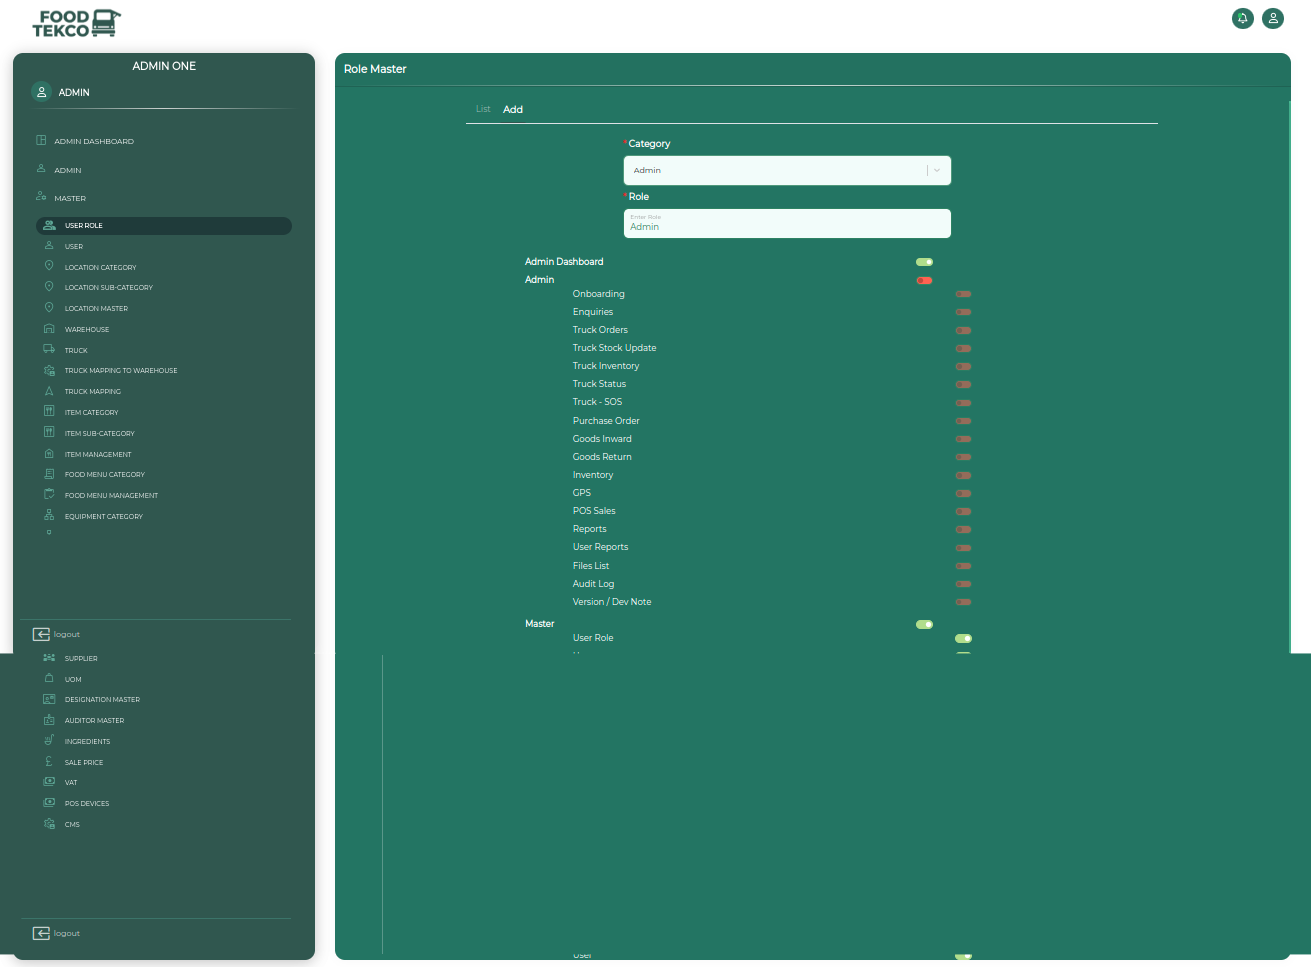 FOOD
TEKCO
ADMIN ONE
ADMIN
ADMIN DASHBOARD
ADMIN
MASTER
USER ROLE
USER
LOCATION CATEGORY
LOCATION SUB-CATEGORY
LOCATION MASTER
WAREHOUSE
TRUCK
TRUCK MAPPING TO WAREHOUSE
TRUCK MAPPING
ITEM CATEGORY
ITEM SUB-CATEGORY
ITEM MANAGEMENT
FOOD MENU CATEGORY
FOOD MENU MANAGEMENT
EQUIPMENT CATEGORY
logout
SUPPLIER
UOM
DESIGNATION MASTER
AUDITOR MASTER
INGREDIENTS
SALE PRICE
VAT
POS DEVICES
CMS
logout
Role Master
List Add
*Category
Admin
*Role
Enter Role
Admin
Admin Dashboard
Admin
Onboarding
Enquiries
Truck Orders
Truck Stock Update
Truck Inventory
Truck Status
Truck - SOS
Purchase Order
Goods Inward
Goods Return
Inventory
GPS
POS Sales
Reports
User Reports
Files List
Audit Log
Version / Dev Note
Master
User Role
User